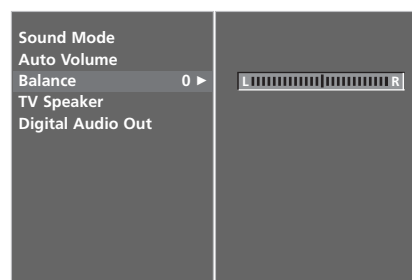 Sound Mode
Auto Volume
Balance 0 ►
TV Speaker
Digital Audio Out
L R